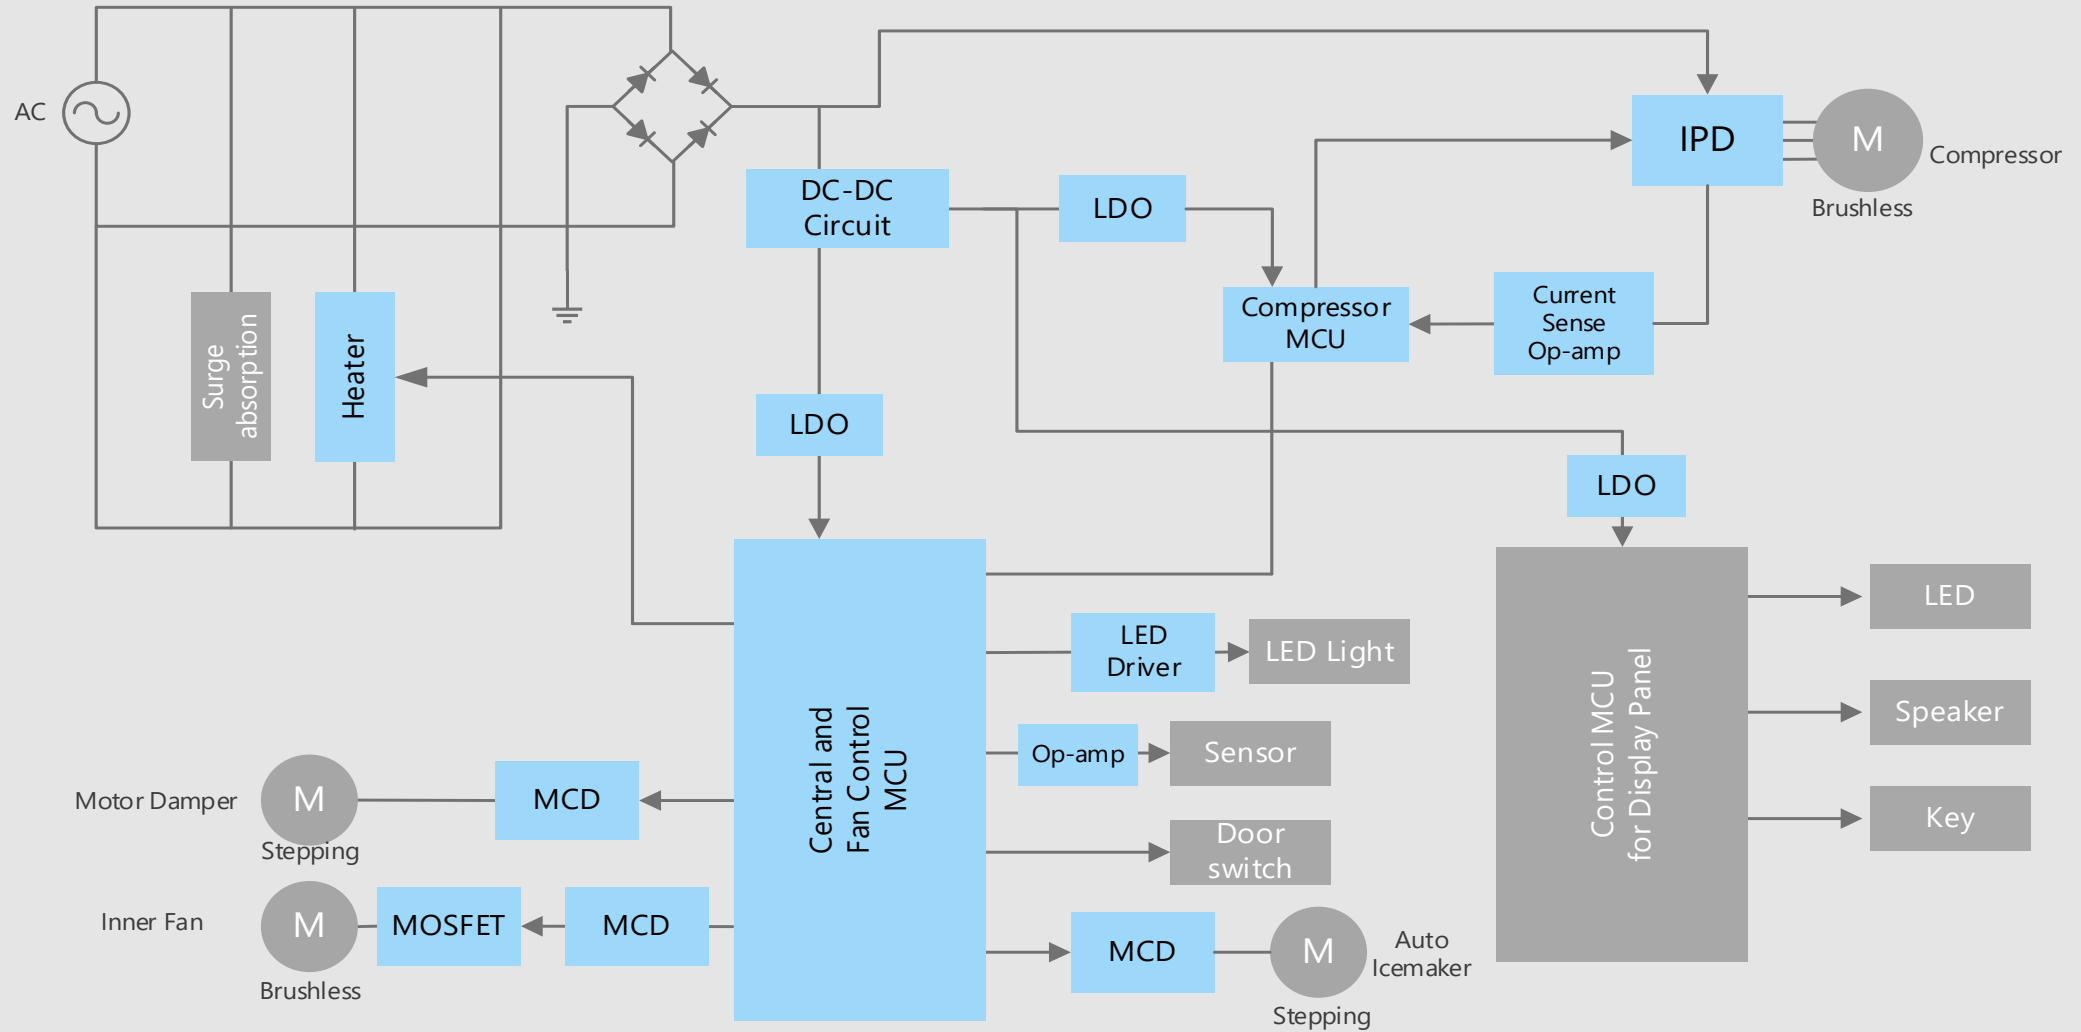 AC
IPD
M
Compressor
Brushless
DC-DC
Circuit
LDO
Compressor
MCU
Current
Sense
Op-amp
Surge
absorption
Heater
LDO
LDO
Central and
Fan Control
MCU
LED
Driver
LED Light
Op-amp
Sensor
Door
switch
MCD
M
Auto
Icemaker
Stepping
Motor Damper
M
Stepping
MCD
Inner Fan
M
Brushless
MOSFET
MCD
Control MCU
for Display Panel
LED
Speaker
Key